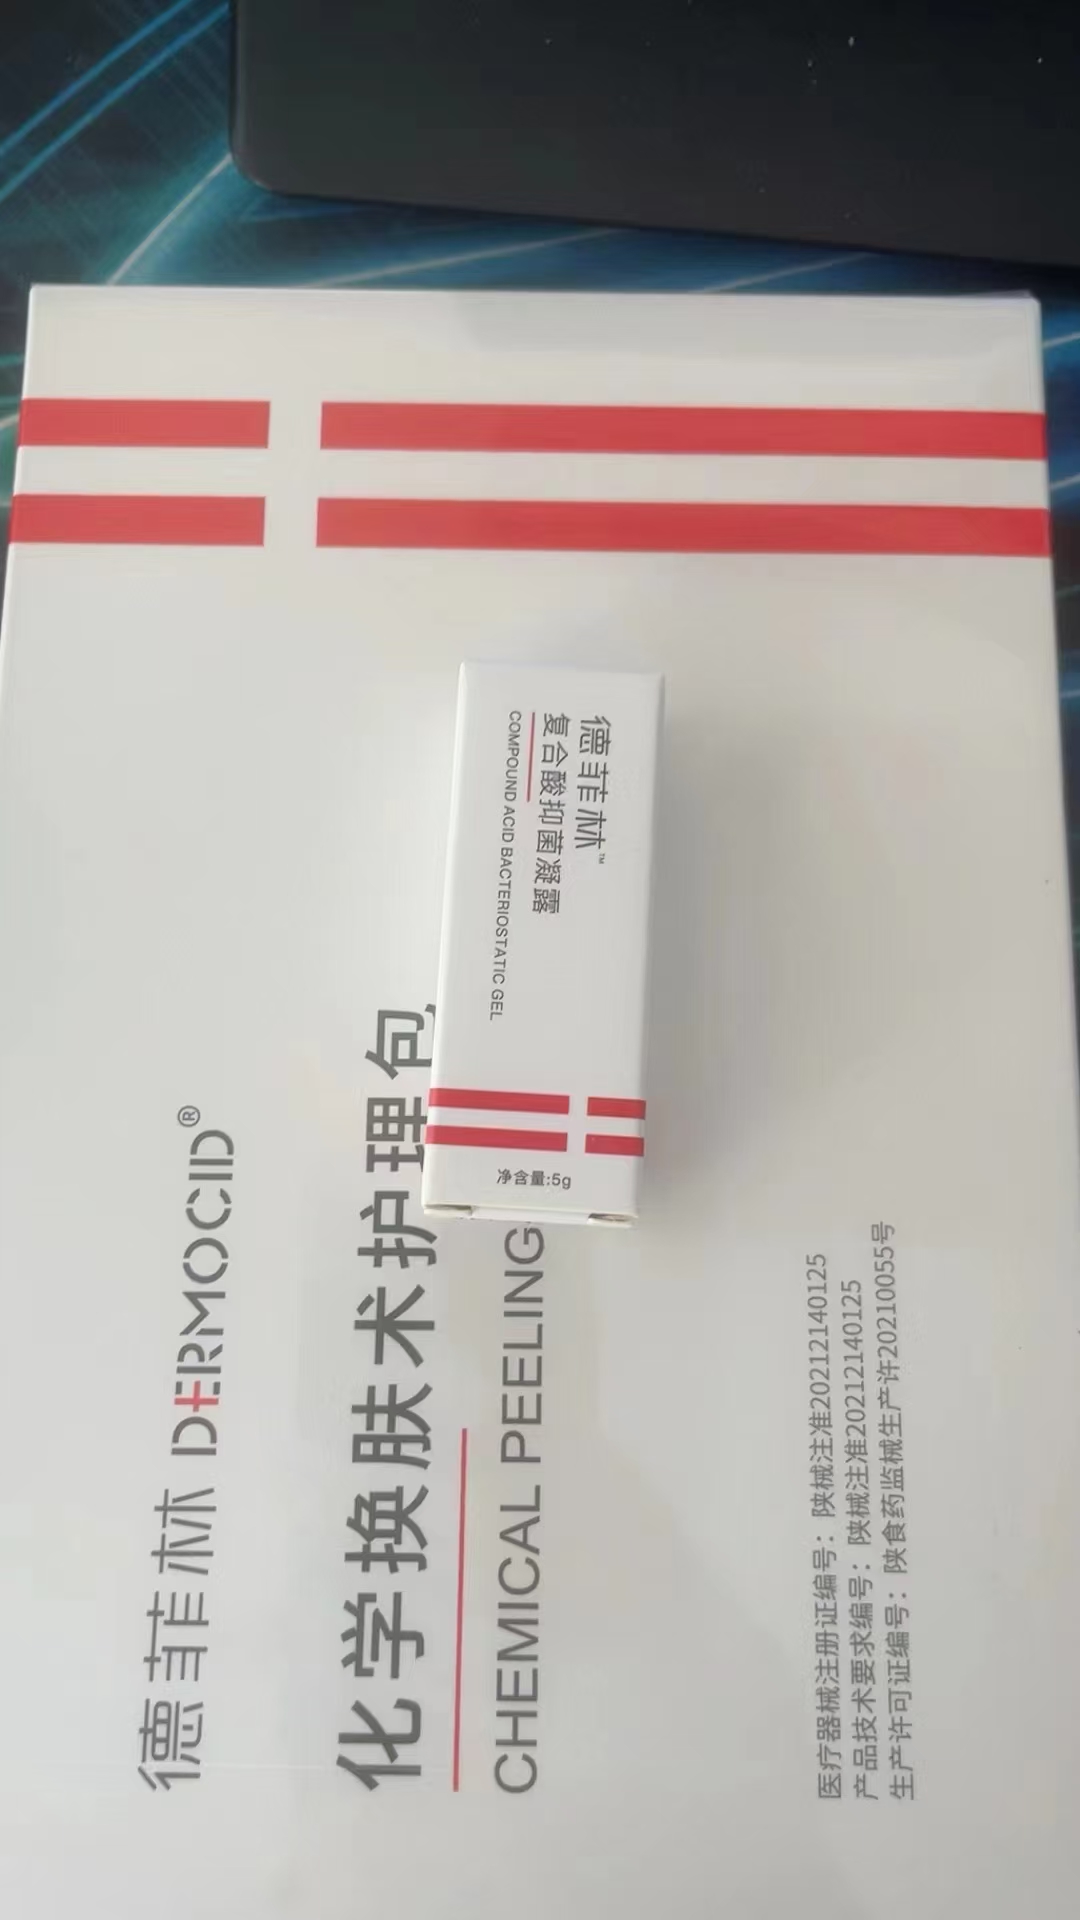 德菲林™
复合酸抑菌凝露
COMPOUND ACID BACTERIOSTATIC GEL
净含量:5g
德菲林 DERMOCID®
化学换肤术护理包
CHEMICAL PEELING
医疗器械注册证编号：陕械注准20212140125
产品技术要求编号：陕械注准20212140125
生产许可证编号：陕食药监械生产许20210055号